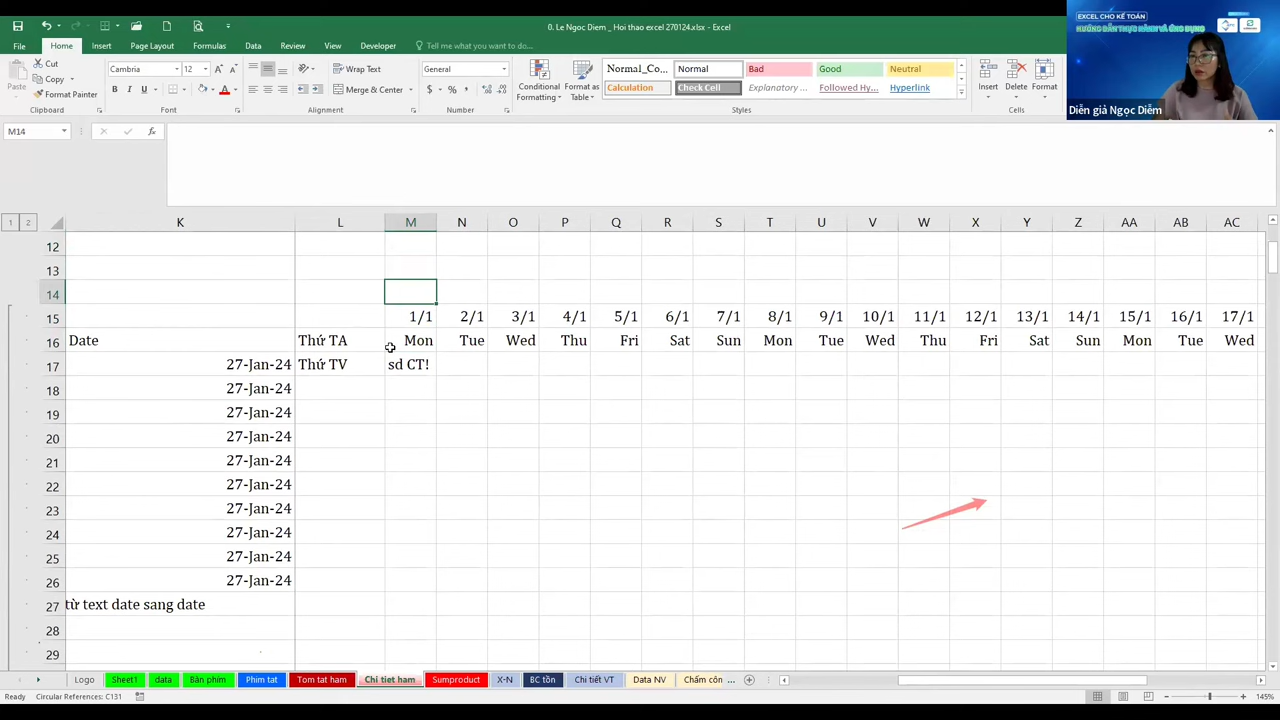 0. Le Ngoc Diem _ Hoi thao excel 270124.xlsx - Excel
EXCEL CHO KẾ TOÁN
HƯỚNG DẪN THỰC HÀNH VÀ ỨNG DỤNG
Diễn giả Ngọc Diễm
File Home Insert Page Layout Formulas Data Review View Developer Tell me what you want to do...
Cut
Copy
Format Painter
Paste
Clipboard
Cambria 12
Font
Wrap Text
Merge & Center
Alignment
General
Number
Conditional Formatting
Format as Table
Normal_Co... Normal Bad Good Neutral
Calculation Check Cell Explanatory ... Followed Hy... Hyperlink
Styles
Insert Delete Format
Cells
M14
fx
1 2
K L M N O P Q R S T U V W X Y Z AA AB AC
12
13
14
15 1/1 2/1 3/1 4/1 5/1 6/1 7/1 8/1 9/1 10/1 11/1 12/1 13/1 14/1 15/1 16/1 17/1
16 Date Thứ TA Mon Tue Wed Thu Fri Sat Sun Mon Tue Wed Thu Fri Sat Sun Mon Tue Wed
17 27-Jan-24 Thứ TV sd CT!
18 27-Jan-24
19 27-Jan-24
20 27-Jan-24
21 27-Jan-24
22 27-Jan-24
23 27-Jan-24
24 27-Jan-24
25 27-Jan-24
26 27-Jan-24
27 từ text date sang date
28
29
Logo Sheet1 data Bàn phím Phim tat Tom tat ham Chi tiet ham Sumproduct X-N BC tồn Chi tiết VT Data NV Chấm côn ...
Ready Circular References: C131 145%